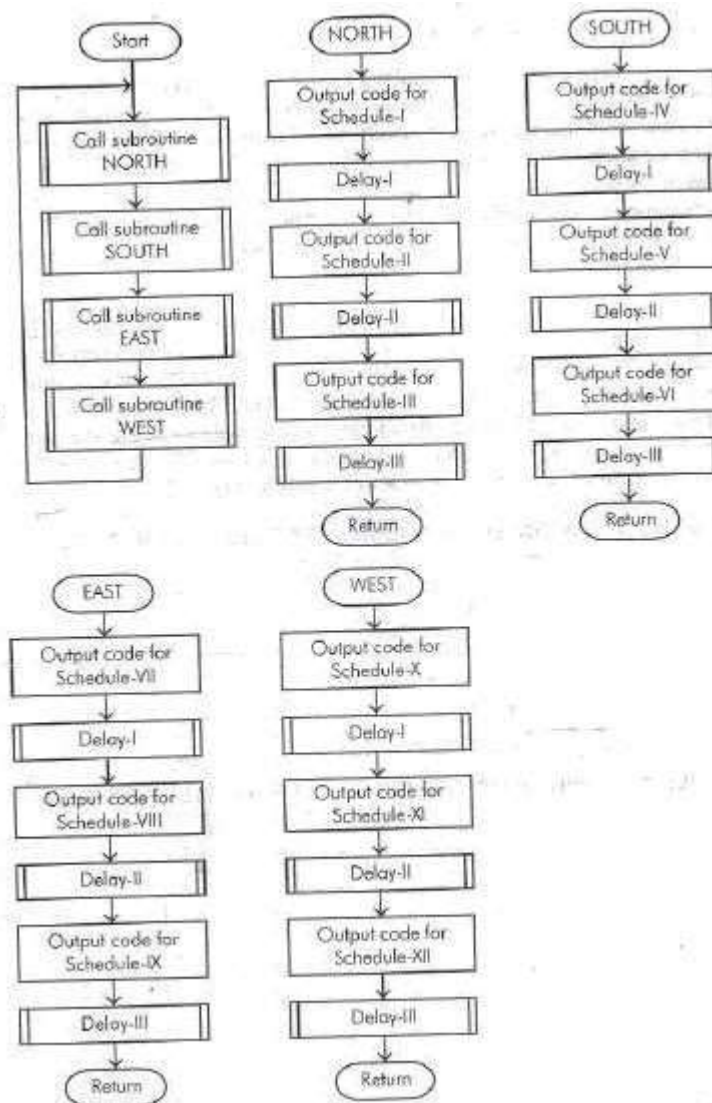 Start
Call subroutine
NORTH
Call subroutine
SOUTH
Call subroutine
EAST
Call subroutine
WEST
NORTH
Output code for
Schedule-I
Delay-I
Output code for
Schedule-II
Delay-II
Output code for
Schedule-III
Delay-III
Return
SOUTH
Output code for
Schedule-IV
Delay-I
Output code for
Schedule-V
Delay-II
Output code for
Schedule-VI
Delay-III
Return
EAST
Output code for
Schedule-VII
Delay-I
Output code for
Schedule-VIII
Delay-II
Output code for
Schedule-IX
Delay-III
Return
WEST
Output code for
Schedule-X
Delay-I
Output code for
Schedule-XI
Delay-II
Output code for
Schedule-XII
Delay-III
Return